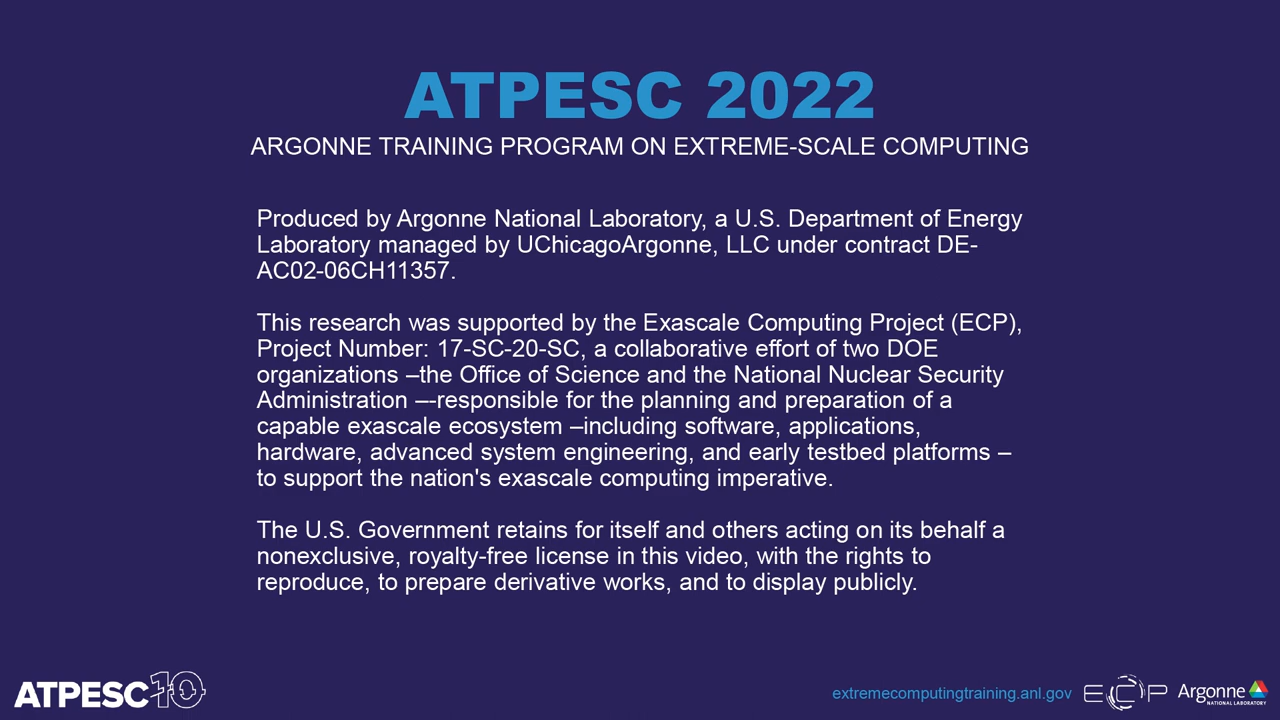 ATPESC 2022
ARGONNE TRAINING PROGRAM ON EXTREME-SCALE COMPUTING
Produced by Argonne National Laboratory, a U.S. Department of Energy
Laboratory managed by UChicagoArgonne, LLC under contract DE-
AC02-06CH11357.
This research was supported by the Exascale Computing Project (ECP),
Project Number: 17-SC-20-SC, a collaborative effort of two DOE
organizations –the Office of Science and the National Nuclear Security
Administration –-responsible for the planning and preparation of a
capable exascale ecosystem –including software, applications,
hardware, advanced system engineering, and early testbed platforms –
to support the nation's exascale computing imperative.
The U.S. Government retains for itself and others acting on its behalf a
nonexclusive, royalty-free license in this video, with the rights to
reproduce, to prepare derivative works, and to display publicly.
ATPESC10
extremecomputingtraining.anl.gov
ECP
Argonne
NATIONAL LABORATORY